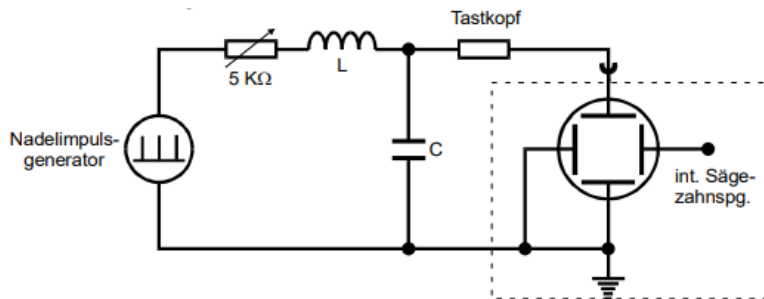 Tastkopf
5 KΩ
L
Nadelimpuls-
generator
C
int. Säge-
zahnspg.